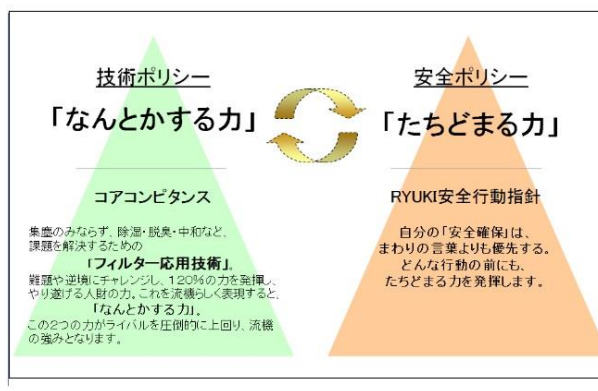 技術ポリシー
「なんとかする力」
コアコンピタンス
集塵のみならず、除湿・脱臭・中和など、
課題を解決するための
「フィルター応用技術」。
難題や逆境にチャレンジし、120%の力を発揮し、
やり遂げる人財の力。これを流機らしく表現すると、
「なんとかする力」。
この2つの力がライバルを圧倒的に上回り、流機
の強みとなります。
安全ポリシー
「たちどまる力」
RYUKI安全行動指針
自分の「安全確保」は、
まわりの言葉よりも優先する。
どんな行動の前にも、
たちどまる力を発揮します。